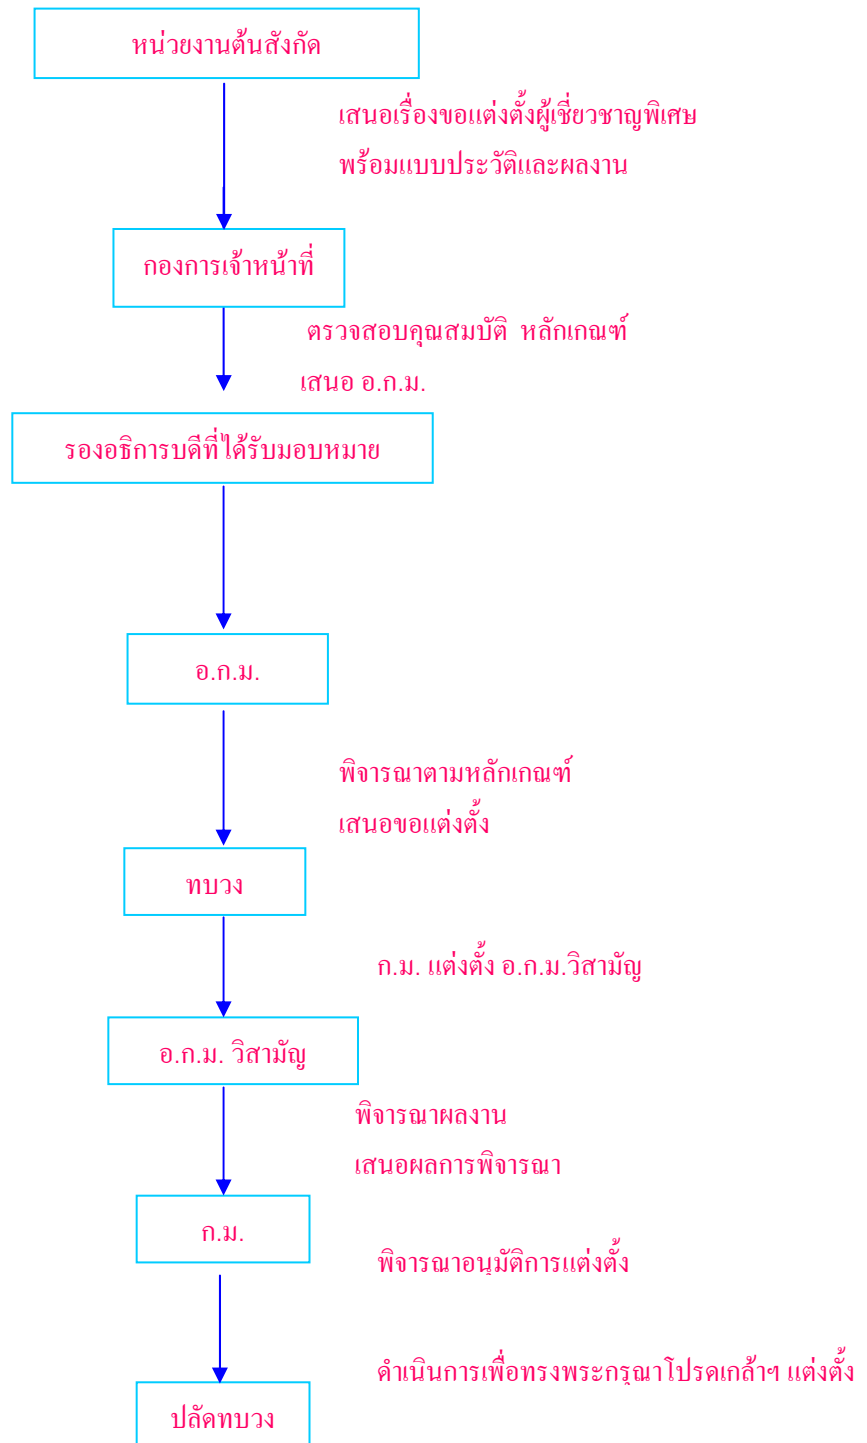 หน่วยงานต้นสังกัด
เสนอเรื่องขอแต่งตั้งผู้เชี่ยวชาญพิเศษ
พร้อมแบบประวัติและผลงาน
กองการเจ้าหน้าที่
ตรวจสอบคุณสมบัติ หลักเกณฑ์
เสนอ อ.ก.ม.
รองอธิการบดีที่ได้รับมอบหมาย
อ.ก.ม.
พิจารณาตามหลักเกณฑ์
เสนอขอแต่งตั้ง
ทบวง
ก.ม. แต่งตั้ง อ.ก.ม.วิสามัญ
อ.ก.ม. วิสามัญ
พิจารณาผลงาน
เสนอผลการพิจารณา
ก.ม.
พิจารณาอนุมัติการแต่งตั้ง
ดำเนินการเพื่อทรงพระกรุณาโปรดเกล้าฯ แต่งตั้ง
ปลัดทบวง